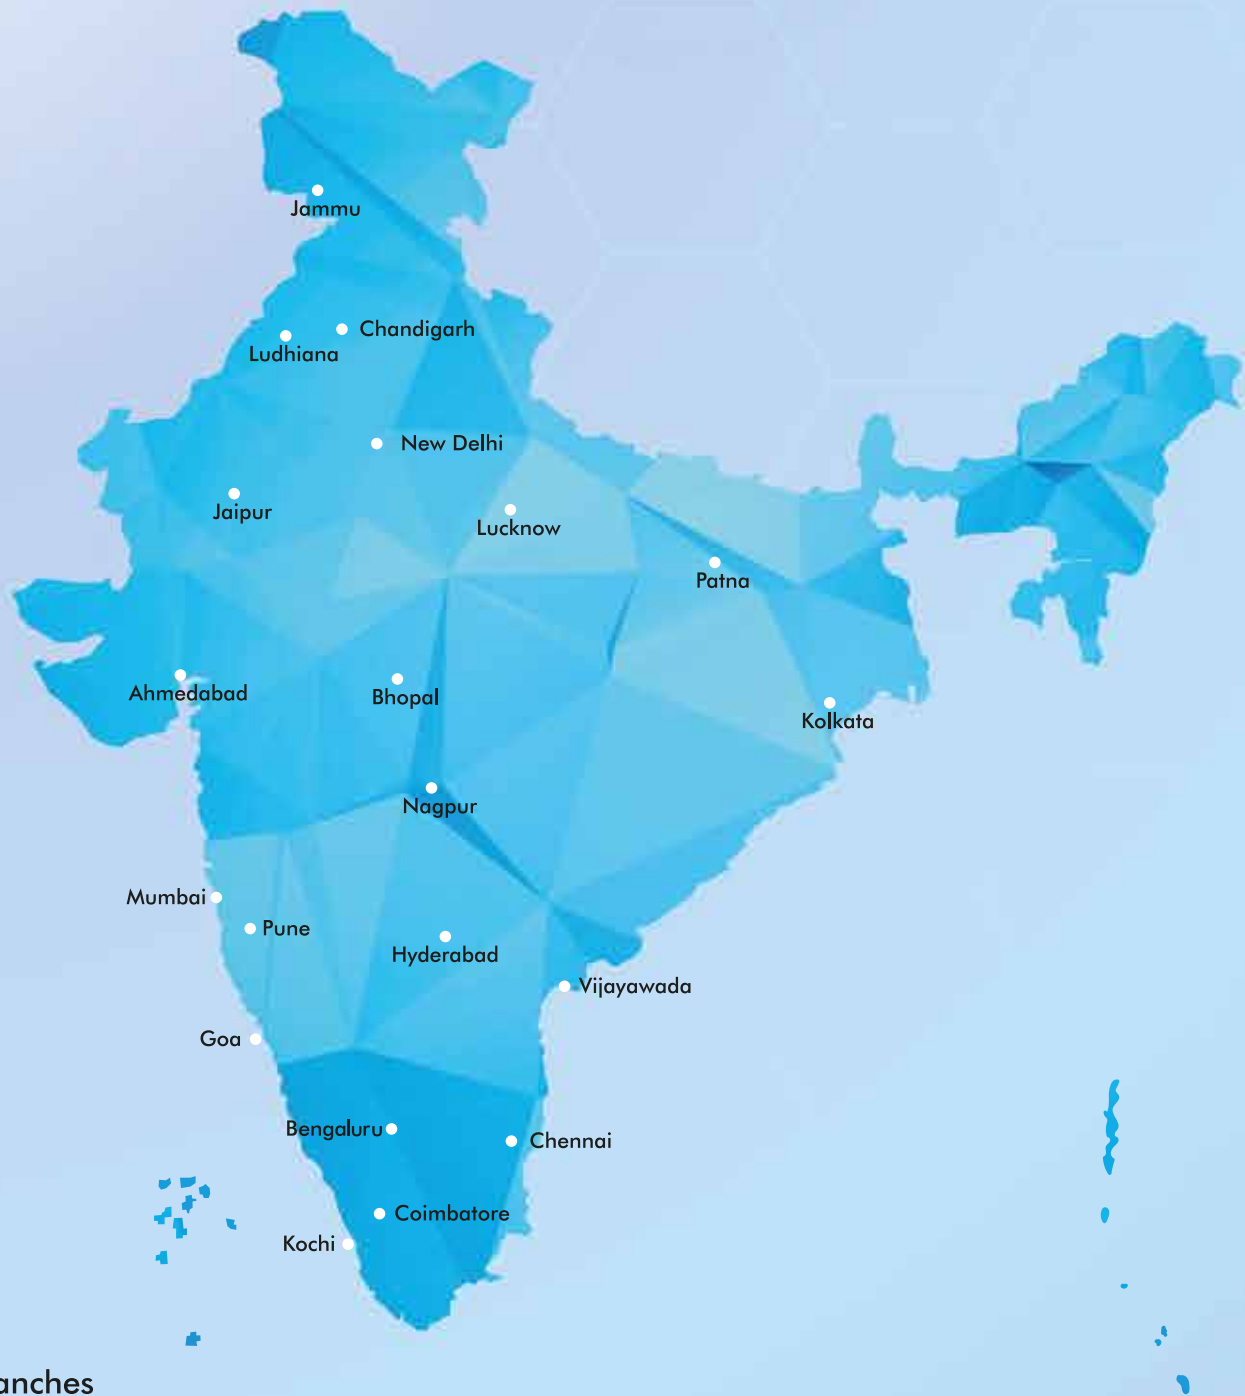 Jammu
Chandigarh
Ludhiana
New Delhi
Jaipur
Lucknow
Patna
Ahmedabad
Bhopal
Kolkata
Nagpur
Mumbai
Pune
Hyderabad
Vijayawada
Goa
Bengaluru
Chennai
Coimbatore
Kochi
anches